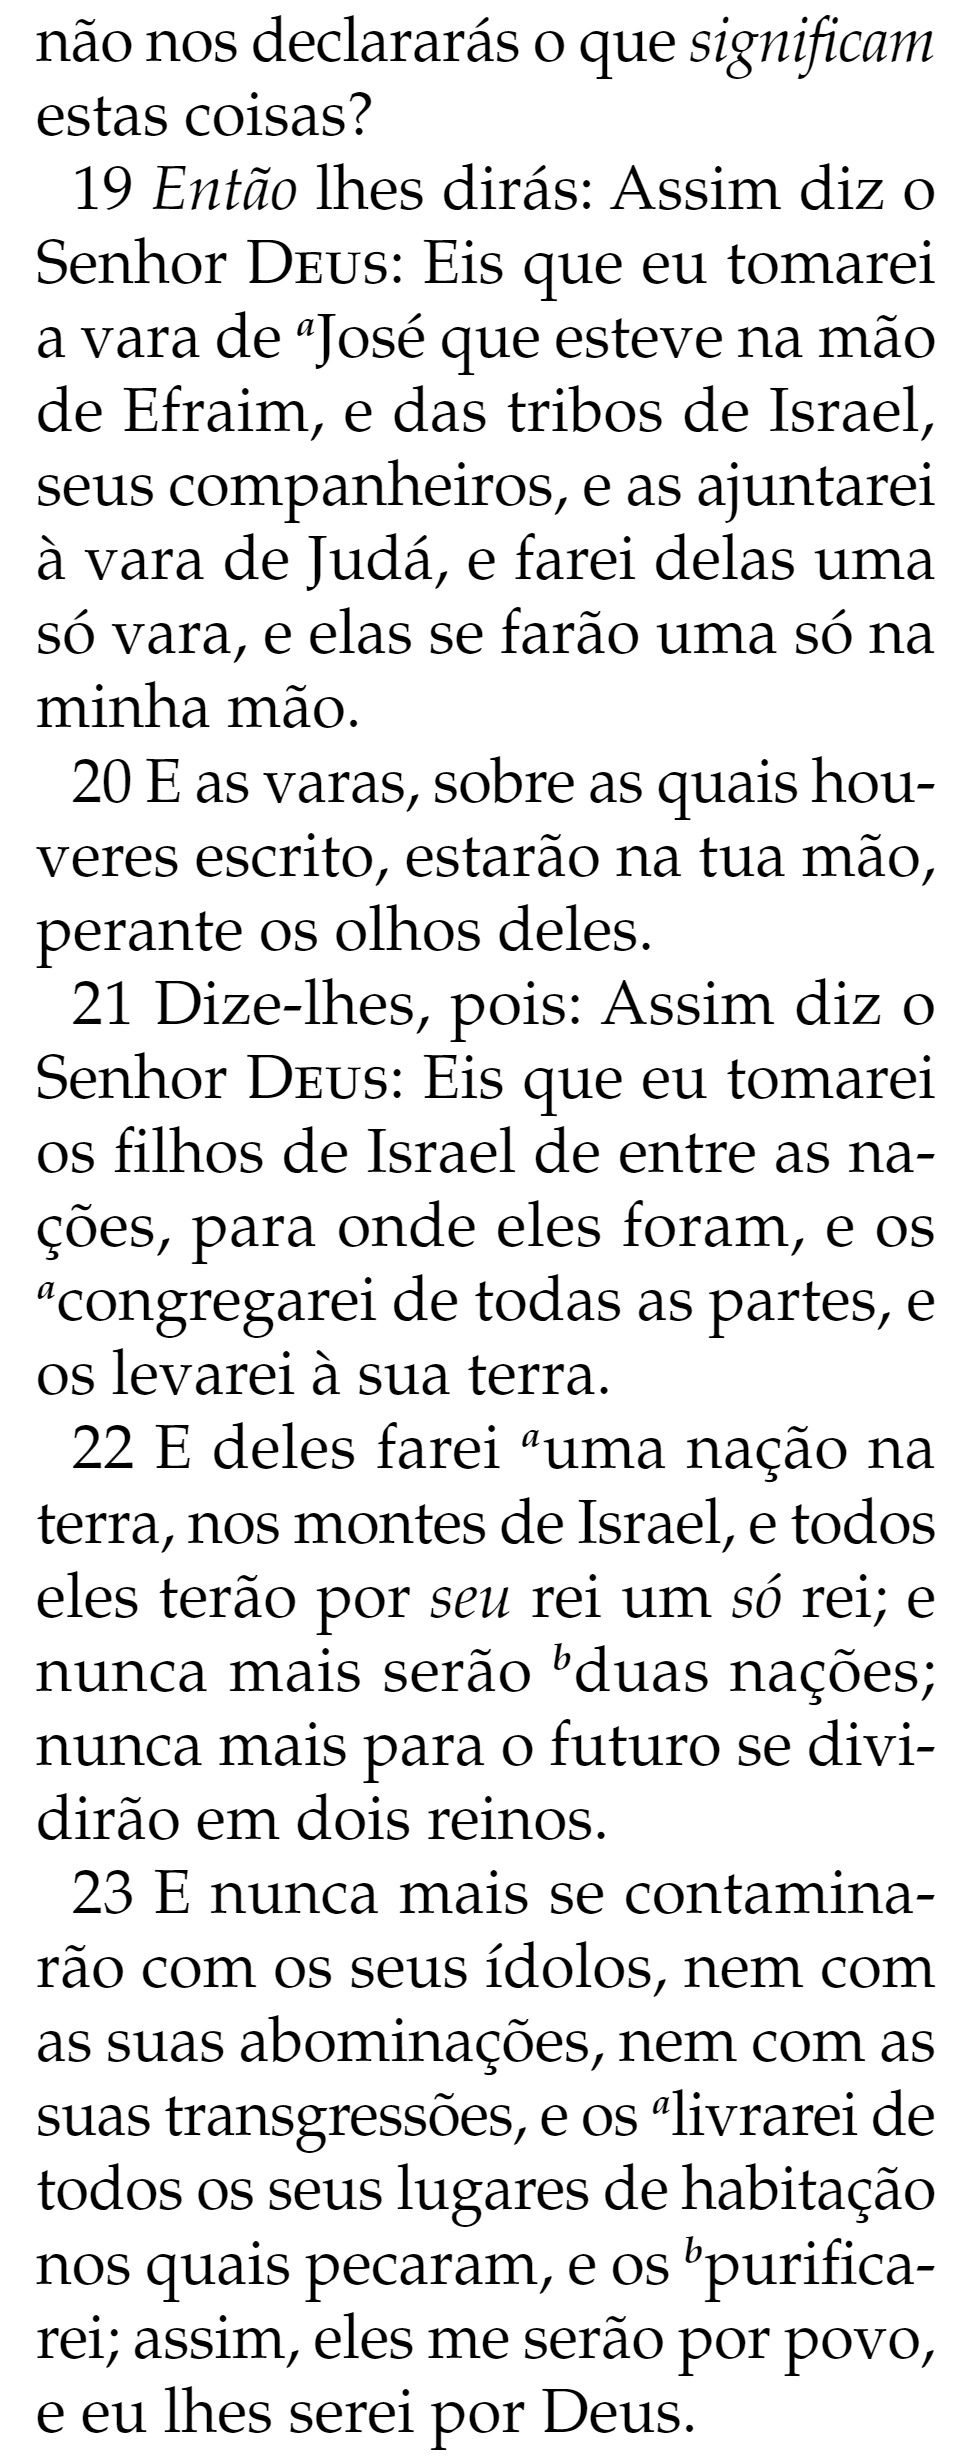 não nos declararás o que significam
estas coisas?
19 Então lhes dirás: Assim diz o
Senhor Deus: Eis que eu tomarei
a vara de aJosé que esteve na mão
de Efraim, e das tribos de Israel,
seus companheiros, e as ajuntarei
à vara de Judá, e farei delas uma
só vara, e elas se farão uma só na
minha mão.
20 E as varas, sobre as quais hou-
veres escrito, estarão na tua mão,
perante os olhos deles.
21 Dize-lhes, pois: Assim diz o
Senhor Deus: Eis que eu tomarei
os filhos de Israel de entre as na-
ções, para onde eles foram, e os
acongregarei de todas as partes, e
os levarei à sua terra.
22 E deles farei auma nação na
terra, nos montes de Israel, e todos
eles terão por seu rei um só rei; e
nunca mais serão bduas nações;
nunca mais para o futuro se divi-
dirão em dois reinos.
23 E nunca mais se contamina-
rão com os seus ídolos, nem com
as suas abominações, nem com as
suas transgressões, e os alivrarei de
todos os seus lugares de habitação
nos quais pecaram, e os bpurifica-
rei; assim, eles me serão por povo,
e eu lhes serei por Deus.